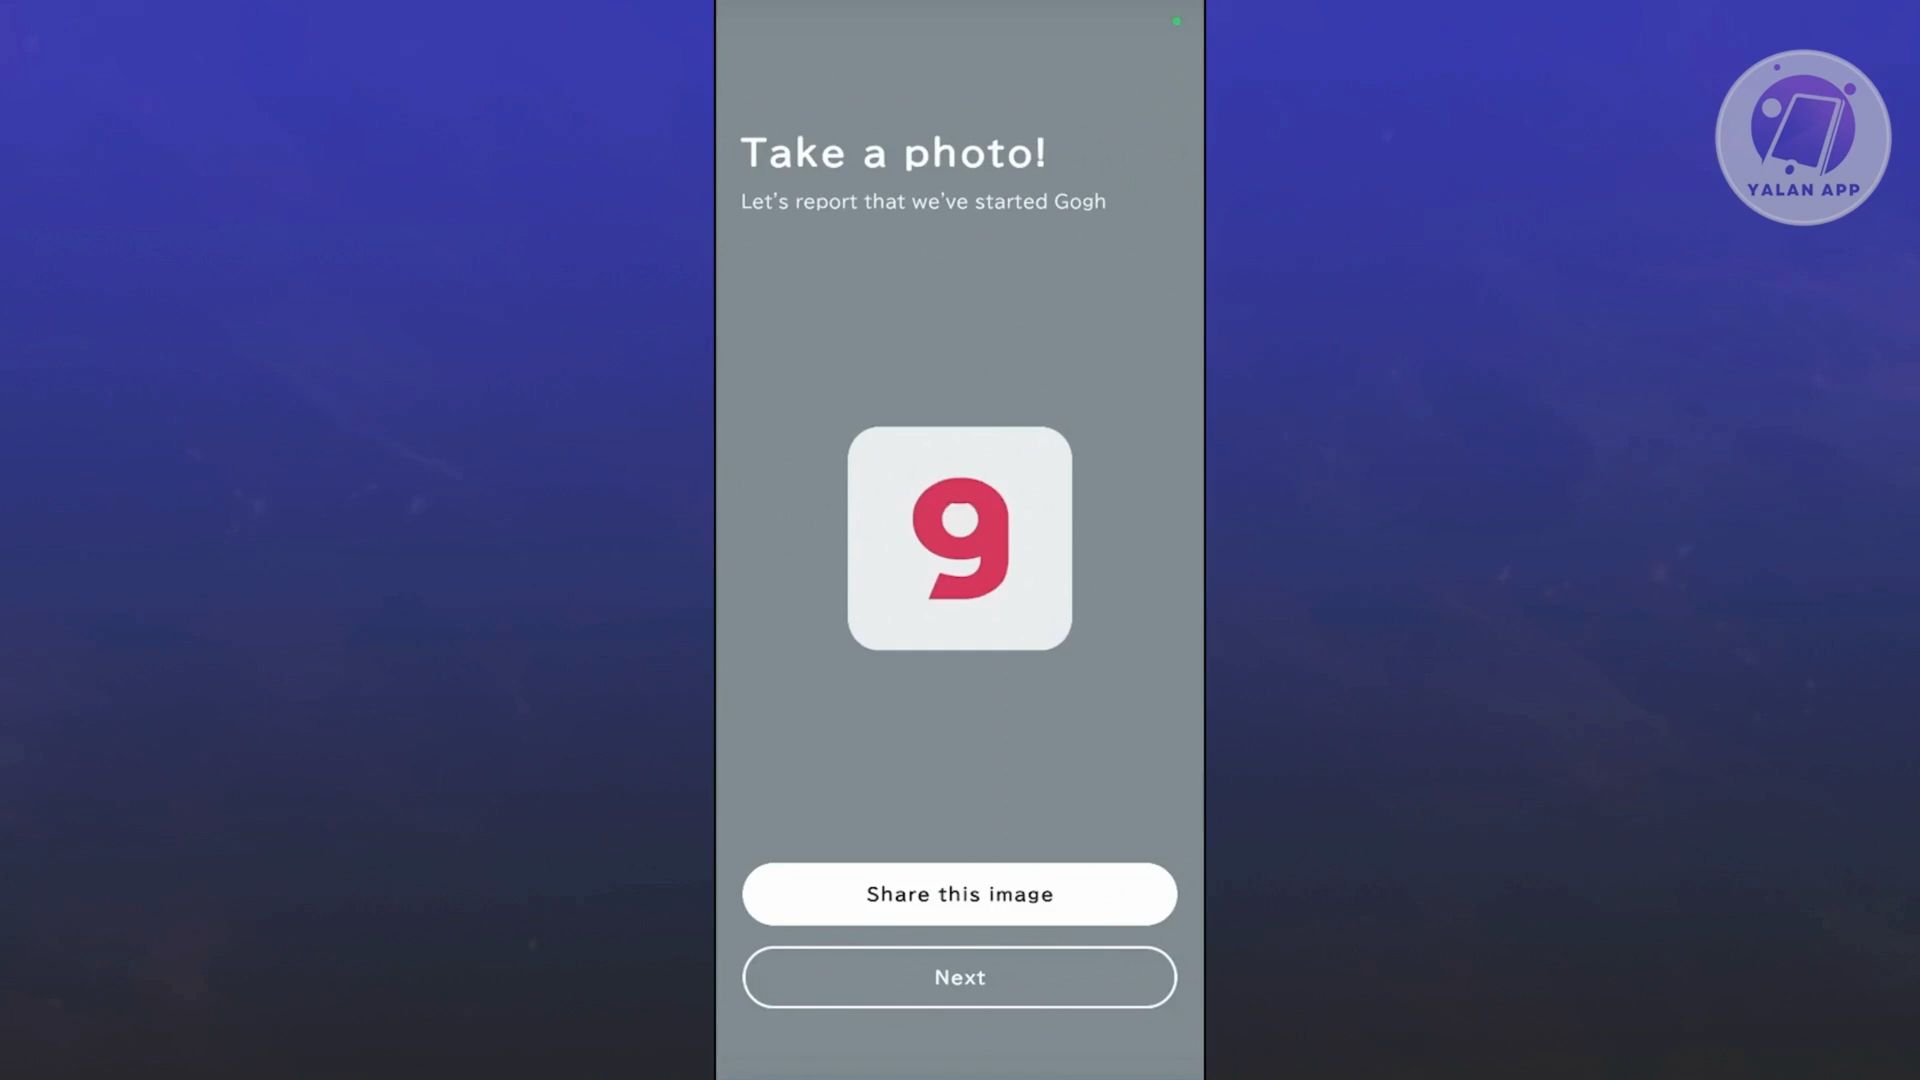 Take a photo!
Let's report that we've started Gogh
YALAN APP
9
Share this image
Next